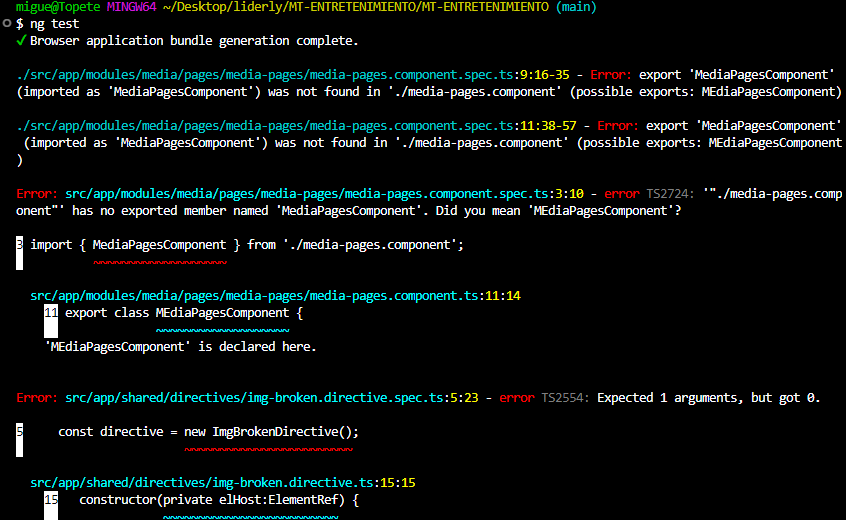 migue@Topete MINGW64 ~/Desktop/liderly/MT-ENTRETENIMIENTO/MT-ENTRETENIMIENTO (main)
$ ng test
✓ Browser application bundle generation complete.
./src/app/modules/media/pages/media-pages/media-pages.component.spec.ts:9:16-35 - Error: export 'MediaPagesComponent'
(imported as 'MediaPagesComponent') was not found in './media-pages.component' (possible exports: MEdiaPagesComponent)
./src/app/modules/media/pages/media-pages/media-pages.component.spec.ts:11:38-57 - Error: export 'MediaPagesComponent'
(imported as 'MediaPagesComponent') was not found in './media-pages.component' (possible exports: MEdiaPagesComponent
)
Error: src/app/modules/media/pages/media-pages/media-pages.component.spec.ts:3:10 - error TS2724: '"./media-pages.comp
onent"' has no exported member named 'MediaPagesComponent'. Did you mean 'MEdiaPagesComponent'?
3 import { MediaPagesComponent } from './media-pages.component';
src/app/modules/media/pages/media-pages/media-pages.component.ts:11:14
11 export class MEdiaPagesComponent {
'MEdiaPagesComponent' is declared here.
Error: src/app/shared/directives/img-broken.directive.spec.ts:5:23 - error TS2554: Expected 1 arguments, but got 0.
5 const directive = new ImgBrokenDirective();
src/app/shared/directives/img-broken.directive.ts:15:15
15 constructor(private elHost:ElementRef) {